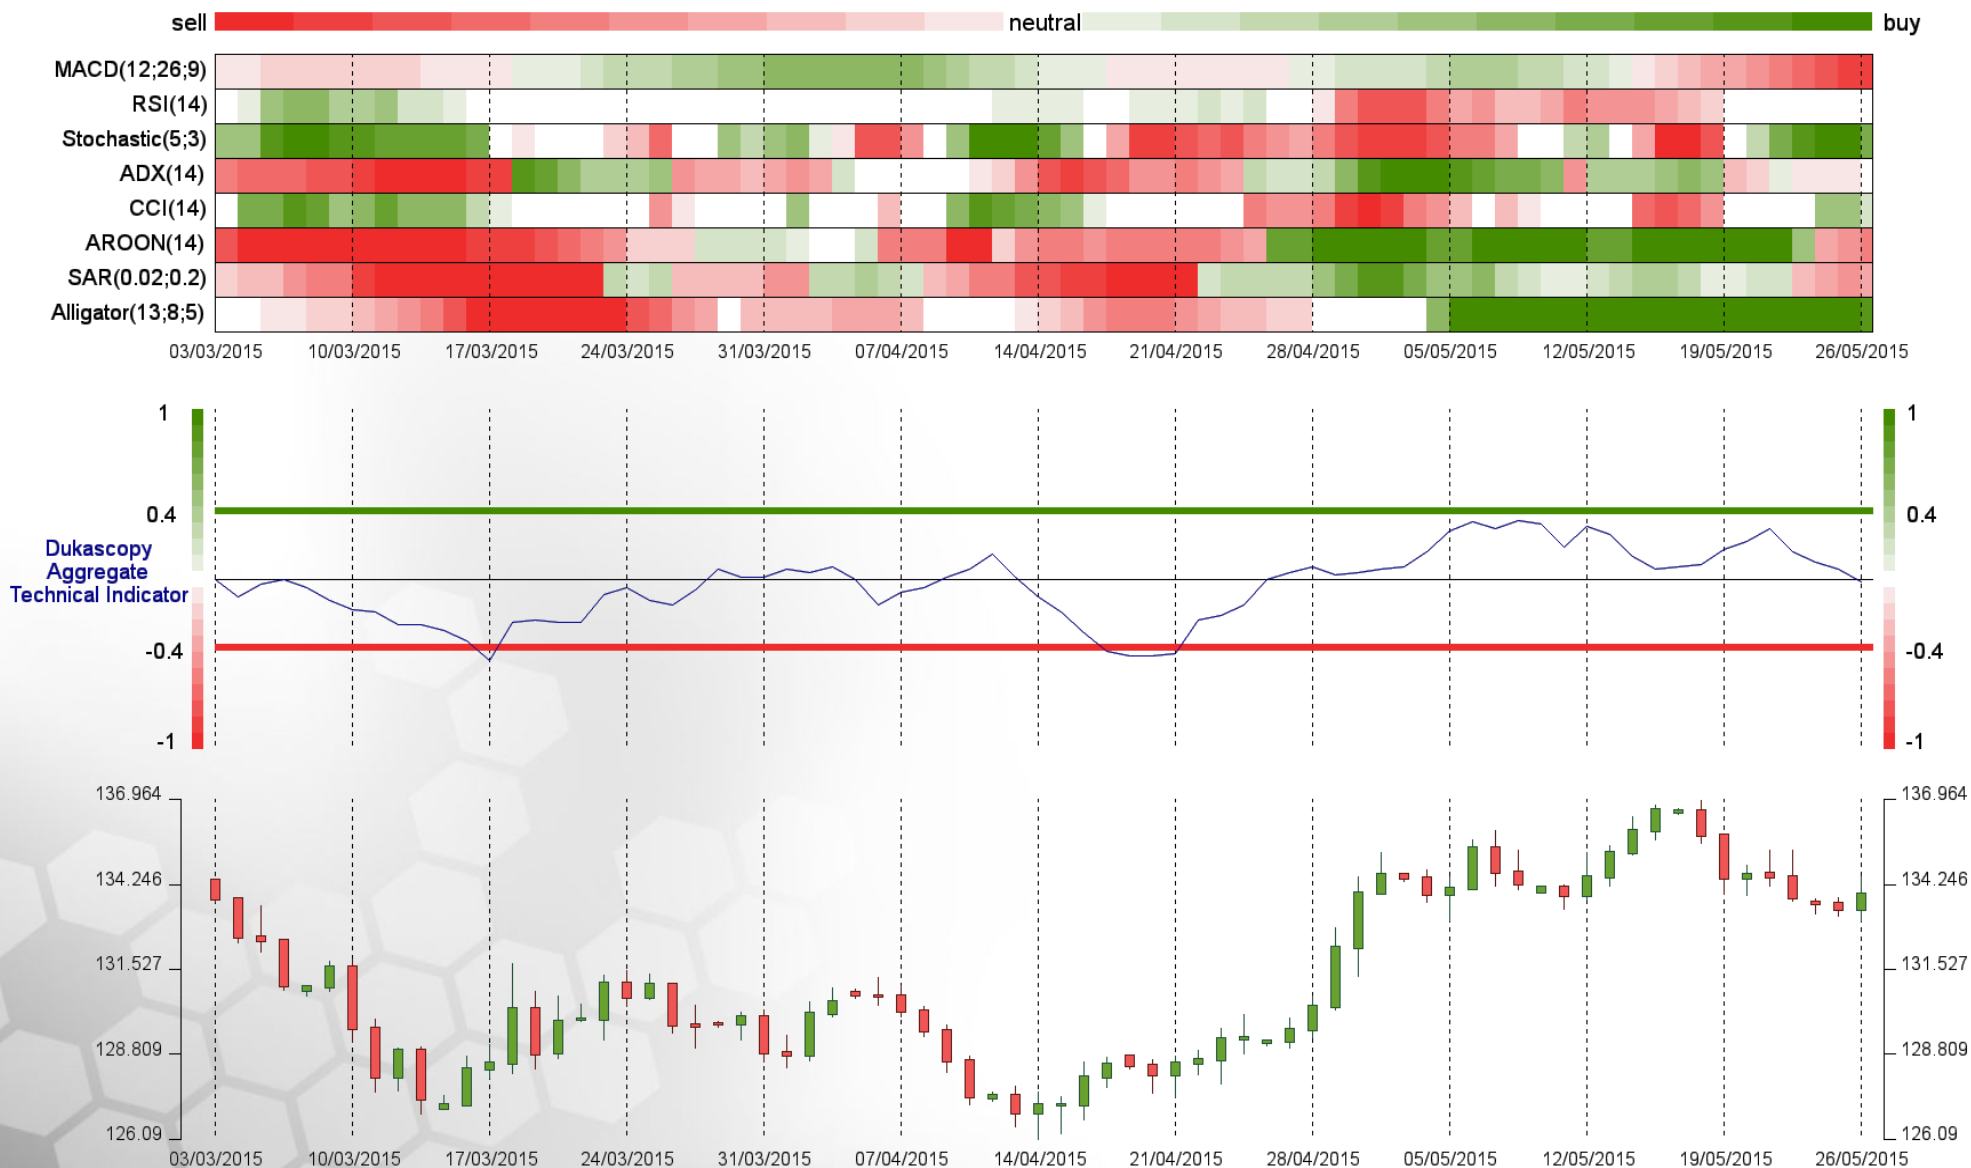 sell neutral buy
MACD(12;26;9)
RSI(14)
Stochastic(5;3)
ADX(14)
CCI(14)
AROON(14)
SAR(0.02;0.2)
Alligator(13;8;5)
03/03/2015 10/03/2015 17/03/2015 24/03/2015 31/03/2015 07/04/2015 14/04/2015 21/04/2015 28/04/2015 05/05/2015 12/05/2015 19/05/2015 26/05/2015
1 1
0.4 0.4
Dukascopy
Aggregate
Technical Indicator
-0.4 -0.4
-1 -1
136.964 136.964
134.246 134.246
131.527 131.527
128.809 128.809
126.09 126.09
03/03/2015 10/03/2015 17/03/2015 24/03/2015 31/03/2015 07/04/2015 14/04/2015 21/04/2015 28/04/2015 05/05/2015 12/05/2015 19/05/2015 26/05/2015